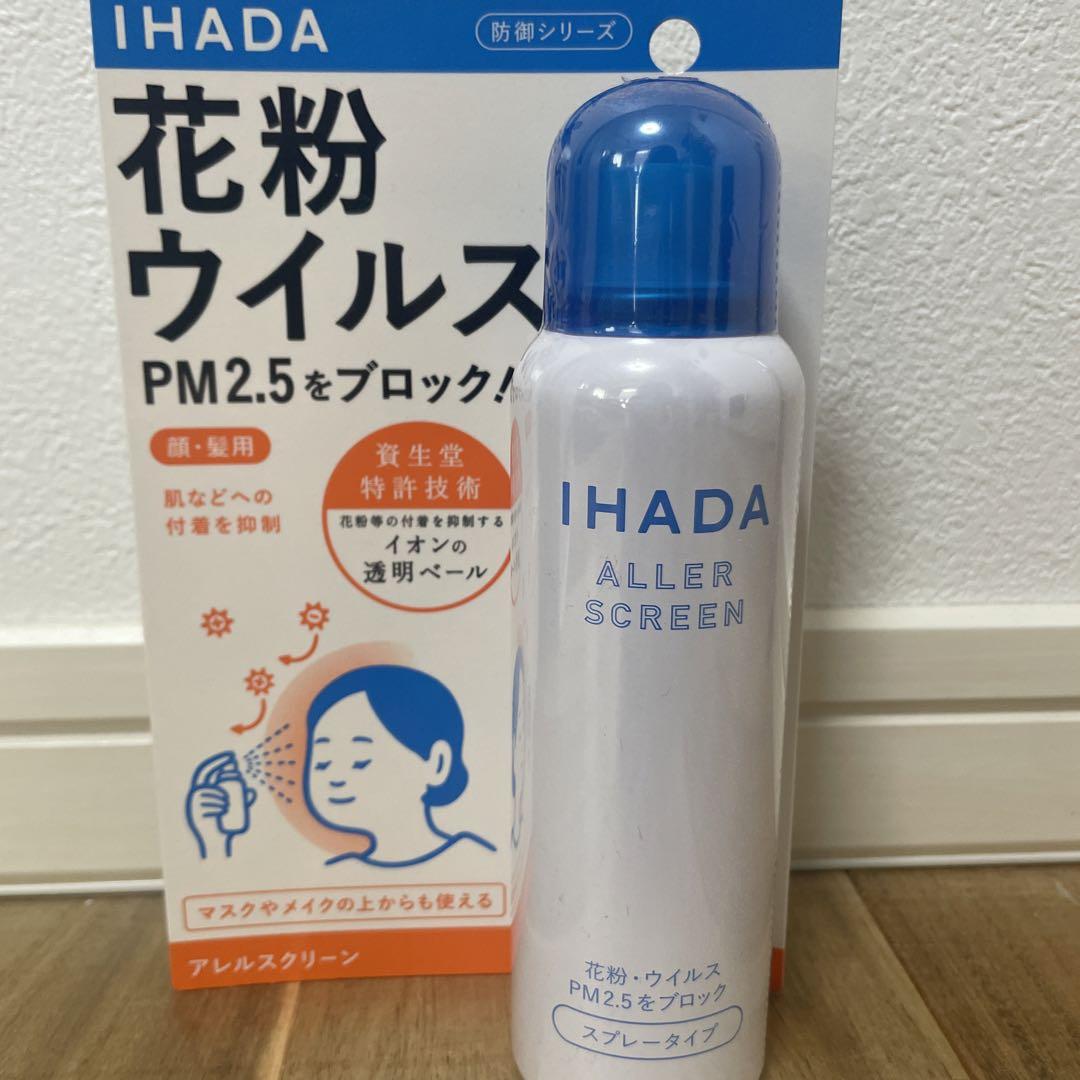 IHADA
防御シリーズ
花粉
ウイルス
PM2.5をブロック!
顔・髪用
肌などへの
付着を抑制
資生堂
特許技術
花粉等の付着を抑制する
イオンの
透明ベール
マスクやメイクの上からも使える
アレルスクリーン
IHADA
ALLER
SCREEN
花粉・ウイルス
PM2.5をブロック
スプレータイプ